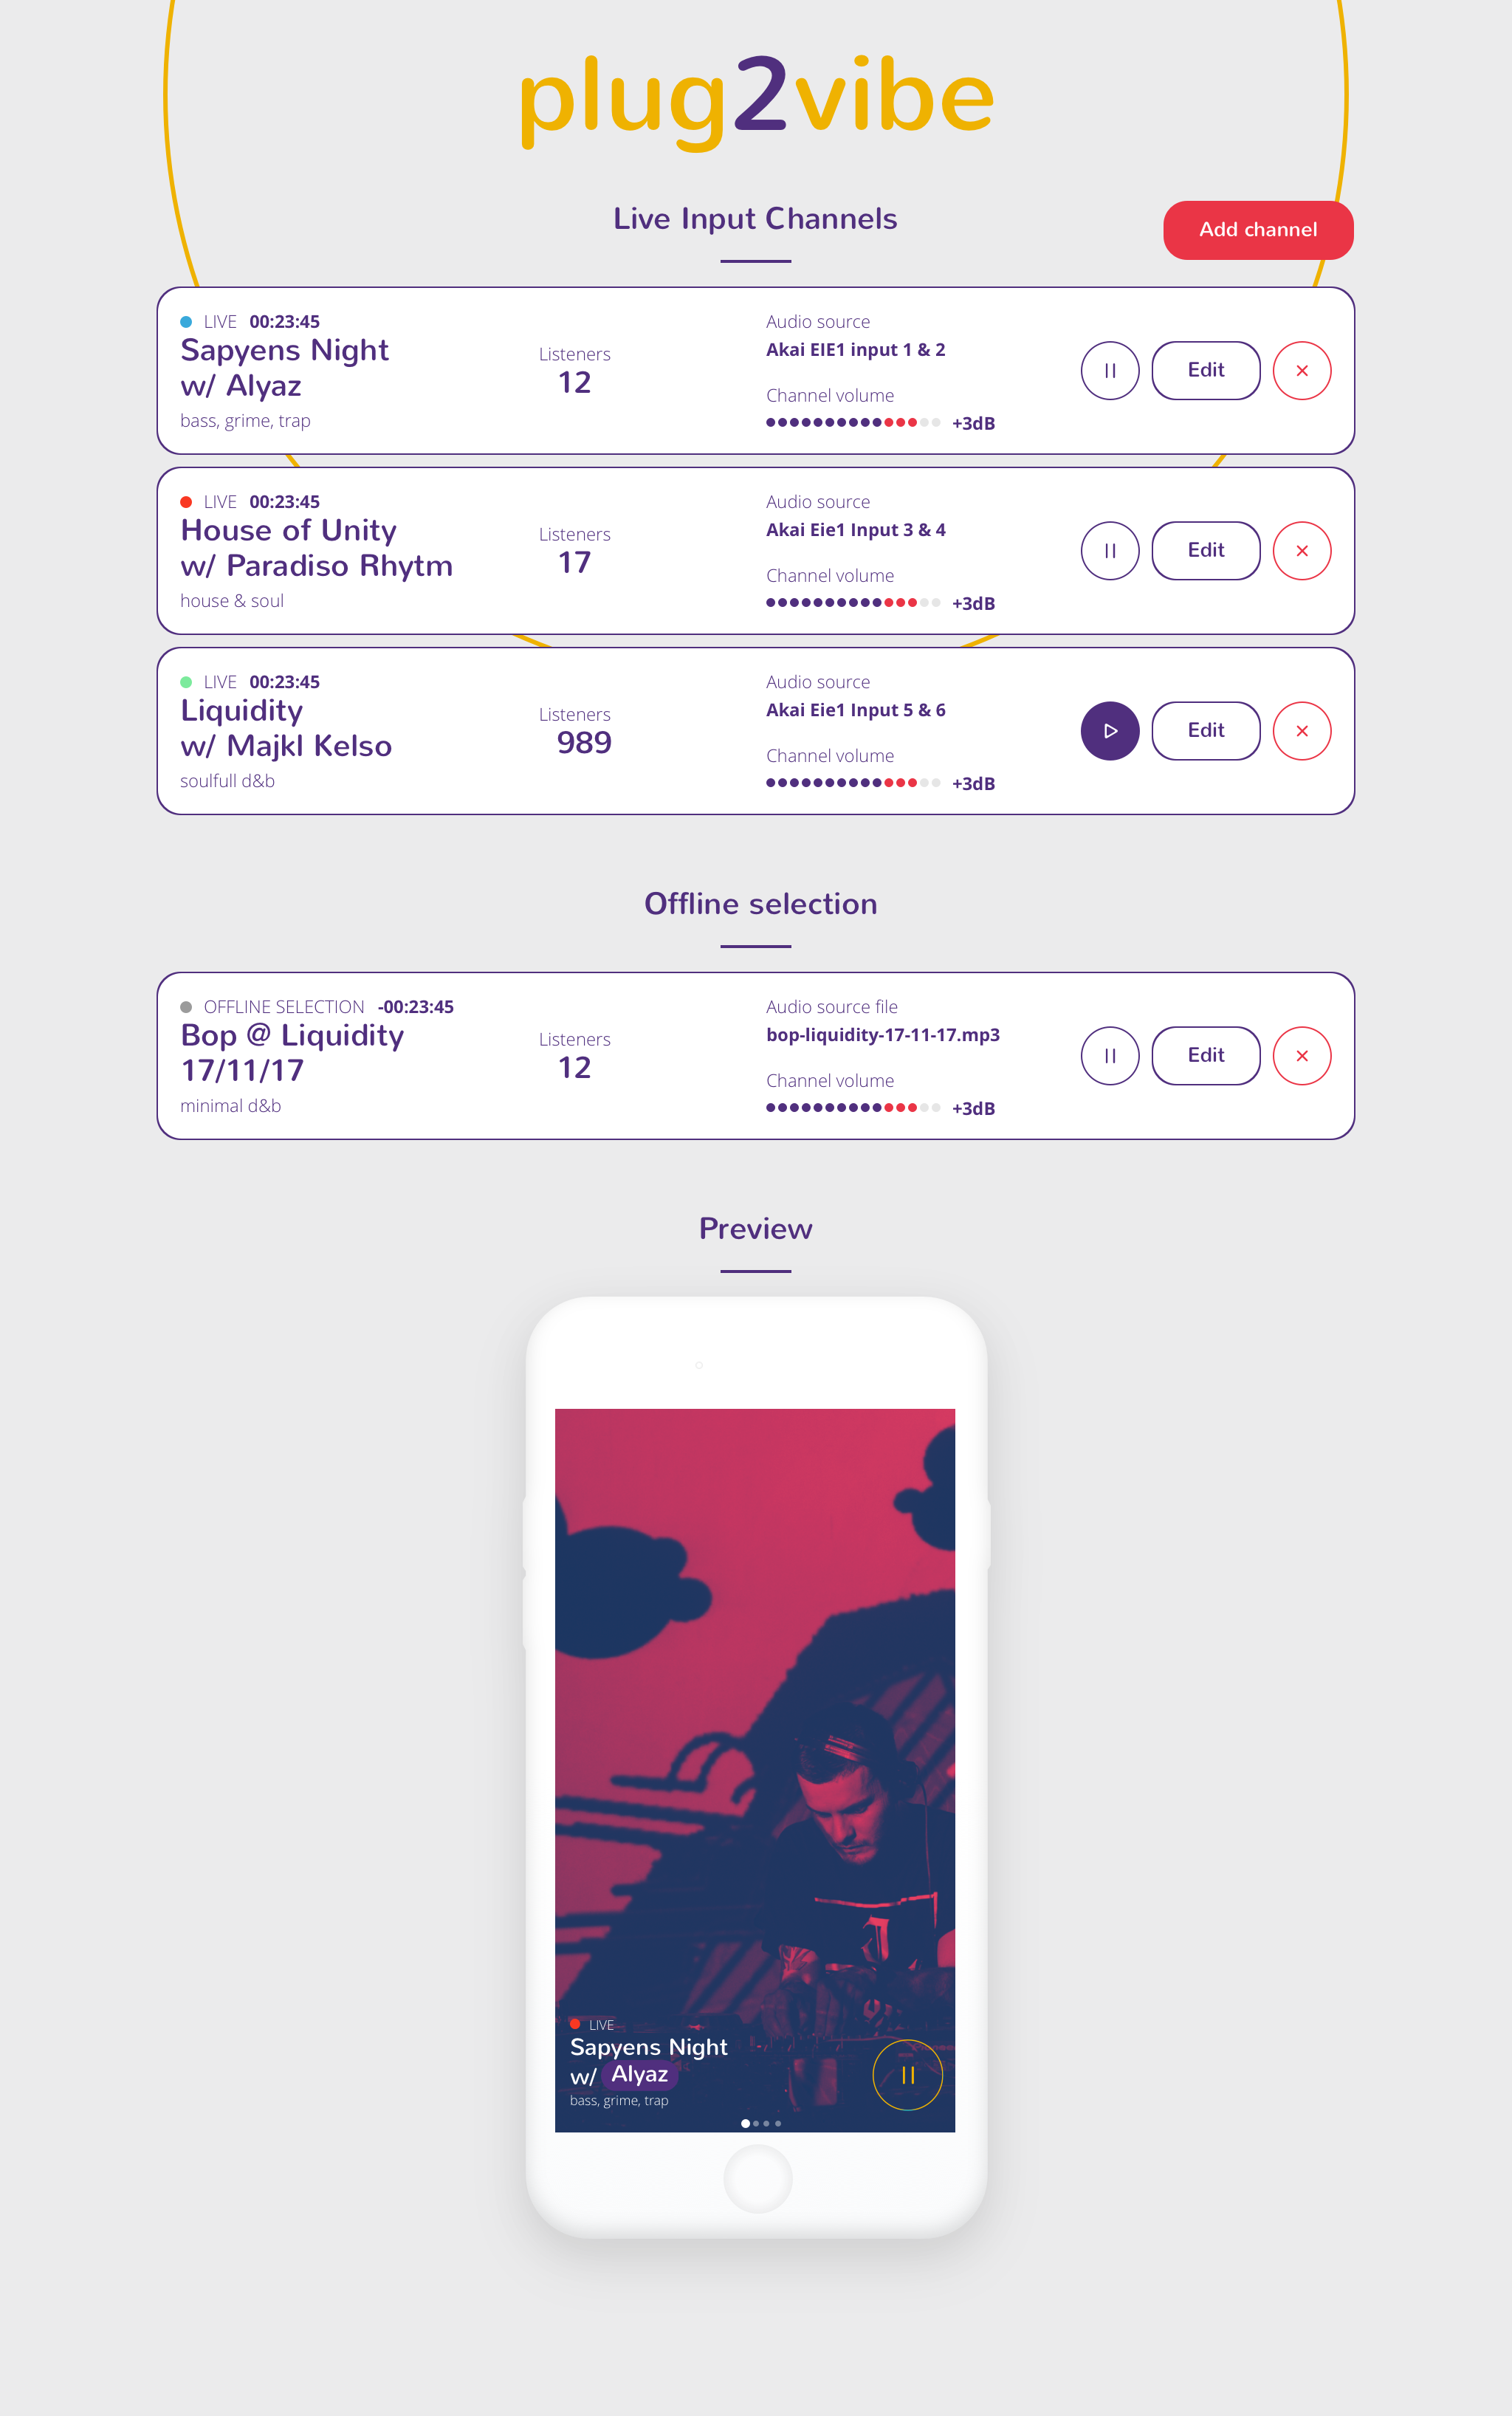 plug2vibe
Live Input Channels
Add channel
LIVE 00:23:45
Sapyens Night
w/ Alyaz
bass, grime, trap
Listeners
12
Audio source
Akai EIE1 input 1 & 2
Channel volume
+3dB
Edit
LIVE 00:23:45
House of Unity
w/ Paradiso Rhytm
house & soul
Listeners
17
Audio source
Akai Eie1 Input 3 & 4
Channel volume
+3dB
Edit
LIVE 00:23:45
Liquidity
w/ Majkl Kelso
soulfull d&b
Listeners
989
Audio source
Akai Eie1 Input 5 & 6
Channel volume
+3dB
Edit
Offline selection
OFFLINE SELECTION -00:23:45
Bop @ Liquidity
17/11/17
minimal d&b
Listeners
12
Audio source file
bop-liquidity-17-11-17.mp3
Channel volume
+3dB
Edit
Preview
LIVE
Sapyens Night
w/ Alyaz
bass, grime, trap